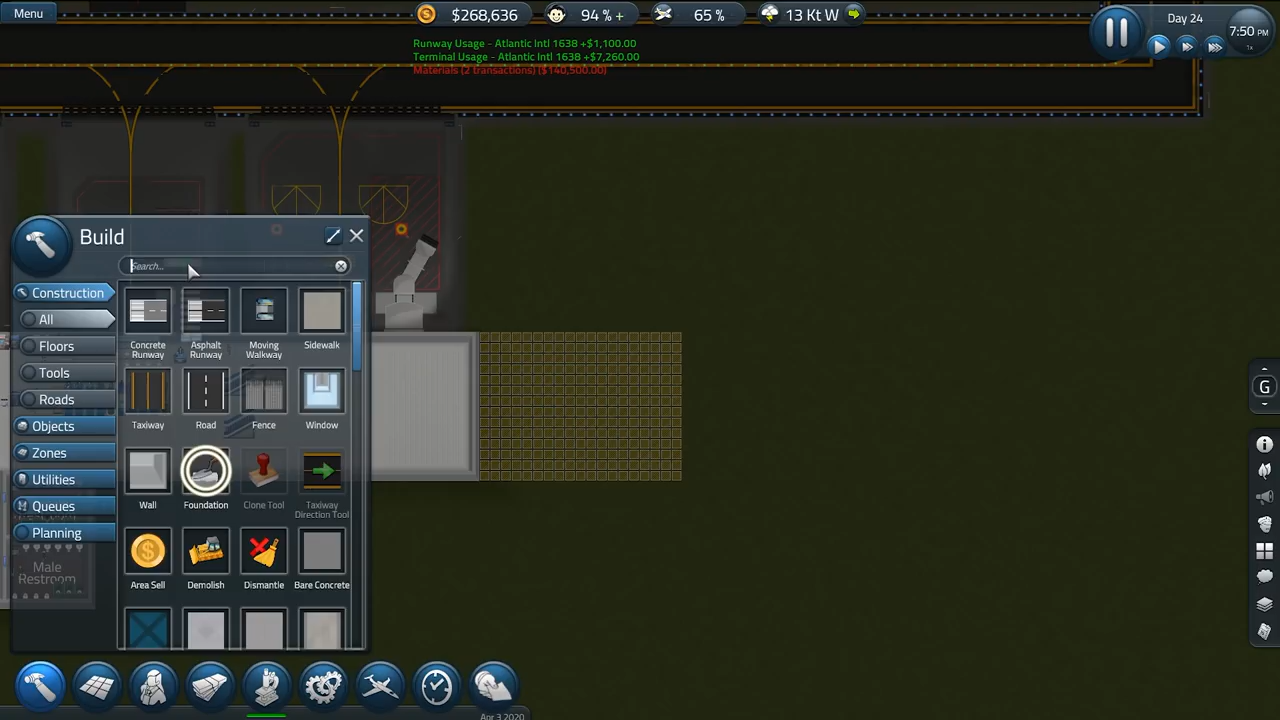 Menu
$268,636
94 % +
65 %
13 Kt W
Day 24
7:50 PM
1x
Runway Usage - Atlantic Intl 1638 +$1,100.00
Terminal Usage - Atlantic Intl 1638 +$7,260.00
Materials (2 transactions) ($140,500.00)
Build
Search...
Construction
All
Floors
Tools
Roads
Objects
Zones
Utilities
Queues
Planning
Concrete Runway
Asphalt Runway
Moving Walkway
Sidewalk
Taxiway
Road
Fence
Window
Wall
Foundation
Clone Tool
Taxiway Direction Tool
Area Sell
Demolish
Dismantle
Bare Concrete
Male Restroom
G
Apr 3 2020